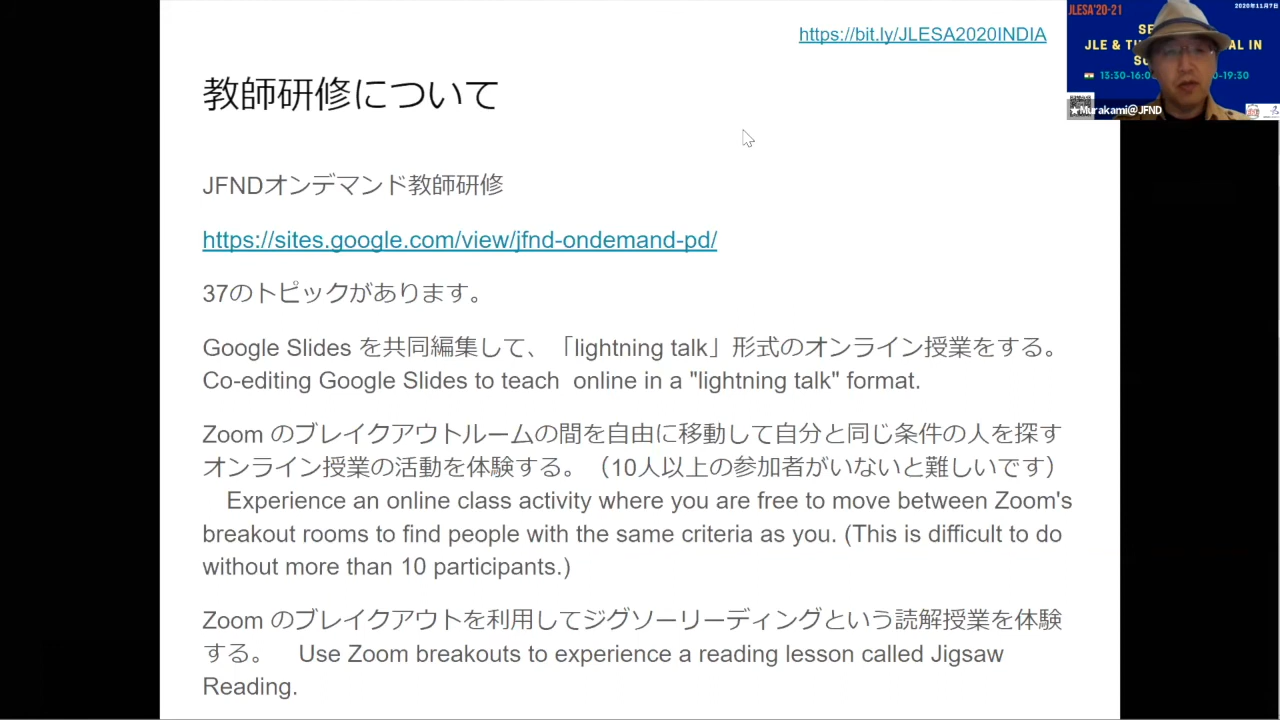 https://bit.ly/JLESA2020INDIA
教師研修について
JFNDオンデマンド教師研修
https://sites.google.com/view/jfnd-ondemand-pd/
37のトピックがあります。
Google Slides を共同編集して、「lightning talk」形式のオンライン授業をする。
Co-editing Google Slides to teach online in a "lightning talk" format.
Zoom のブレイクアウトルームの間を自由に移動して自分と同じ条件の人を探す
オンライン授業の活動を体験する。（10人以上の参加者がいないと難しいです）
Experience an online class activity where you are free to move between Zoom's
breakout rooms to find people with the same criteria as you. (This is difficult to do
without more than 10 participants.)
Zoom のブレイクアウトを利用してジグソーリーディングという読解授業を体験
する。 Use Zoom breakouts to experience a reading lesson called Jigsaw
Reading.
JLESA'20-21
2020年11月7日
JLE &
IN
-19:30
★Murakami@JFND